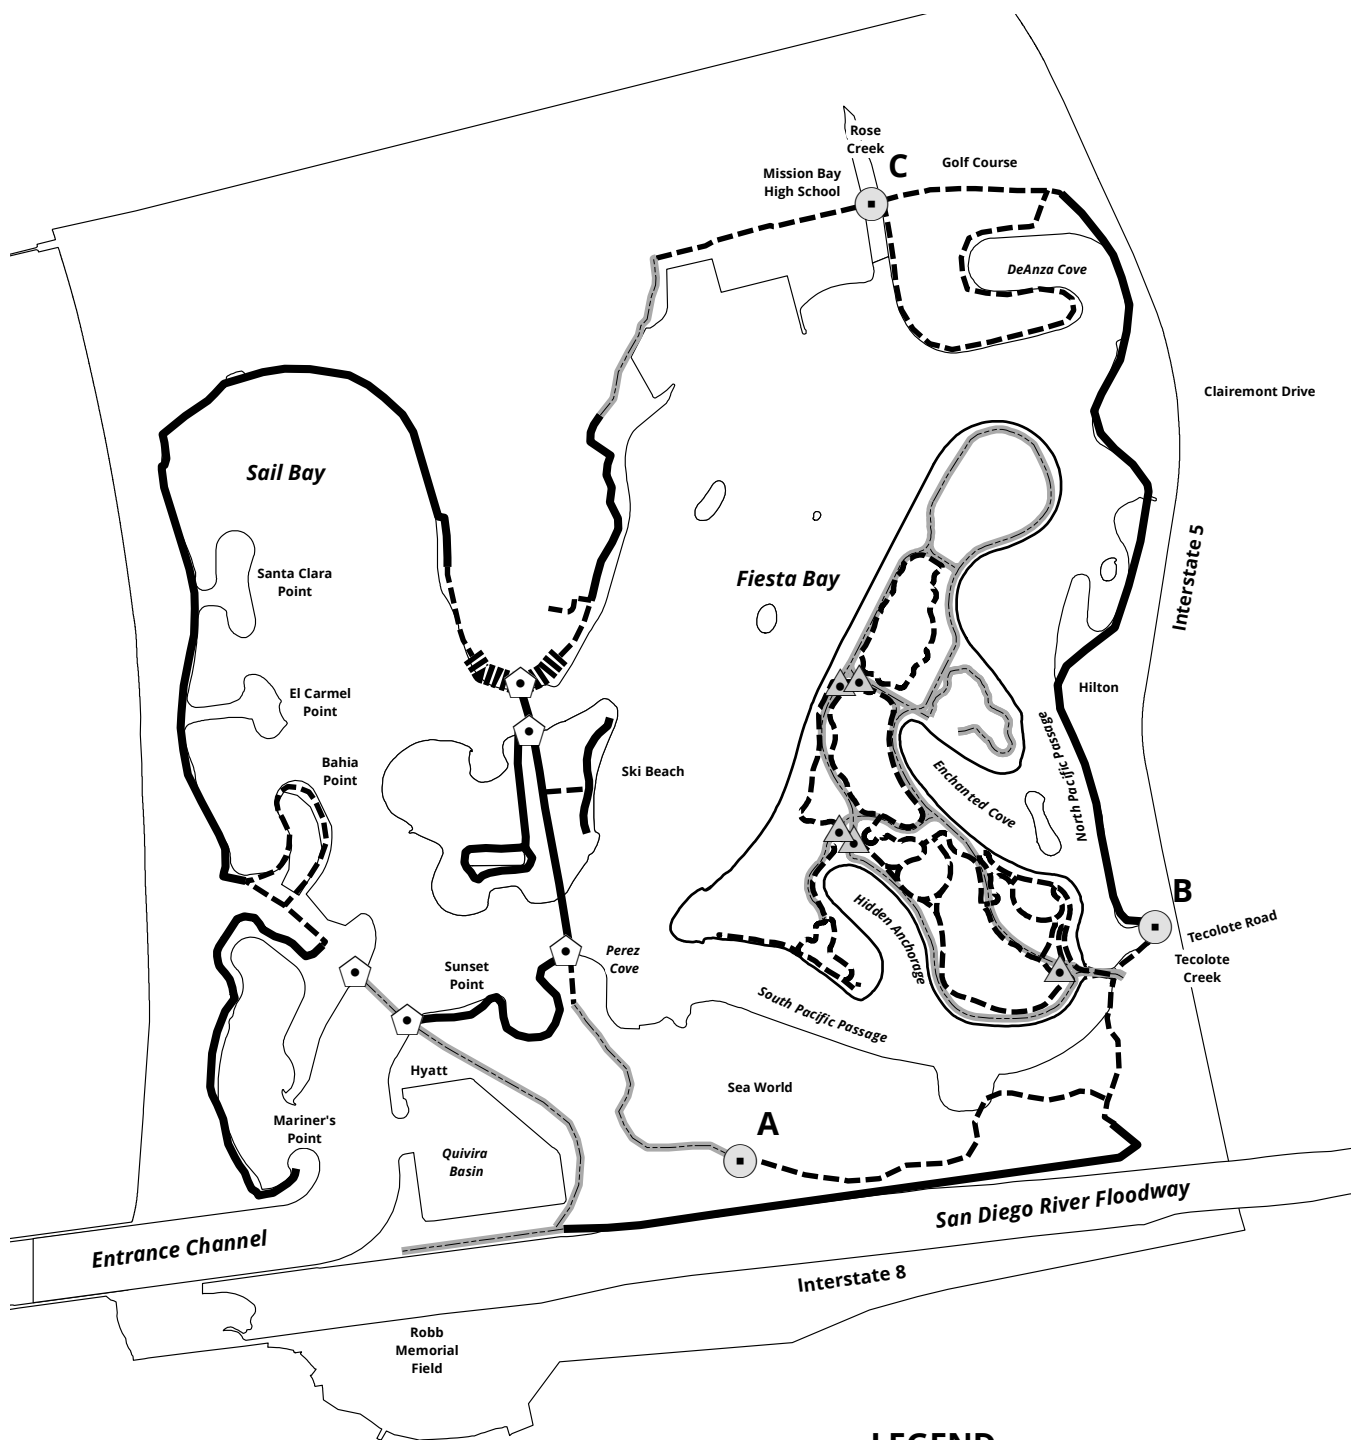 Rose
Creek
C
Golf Course
Mission Bay
High School
DeAnza Cove
Clairemont Drive
Sail Bay
Interstate 5
Santa Clara
Point
Fiesta Bay
El Carmel
Point
Hilton
North Pacific Passage
Bahia
Point
Ski Beach
Enchanted Cove
B
Hidden Anchorage
Tecolote Road
Perez
Cove
Sunset
Point
Tecolote
Creek
South Pacific Passage
Hyatt
Sea World
Mariner's
Point
A
Quivira
Basin
San Diego River Floodway
Entrance Channel
Interstate 8
Robb
Memorial
Field
LEGEND